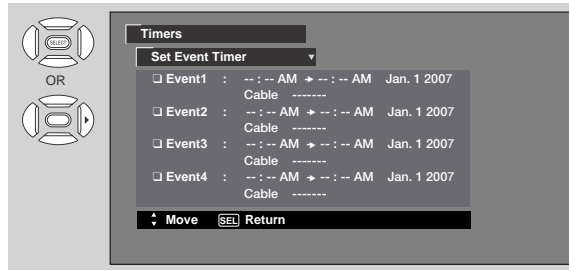 SELECT
OR
Timers
Set Event Timer ▼
❏ Event1 : -- : -- AM ➔ -- : -- AM Jan. 1 2007
Cable -------
❏ Event2 : -- : -- AM ➔ -- : -- AM Jan. 1 2007
Cable -------
❏ Event3 : -- : -- AM ➔ -- : -- AM Jan. 1 2007
Cable -------
❏ Event4 : -- : -- AM ➔ -- : -- AM Jan. 1 2007
Cable -------
Move SEL Return